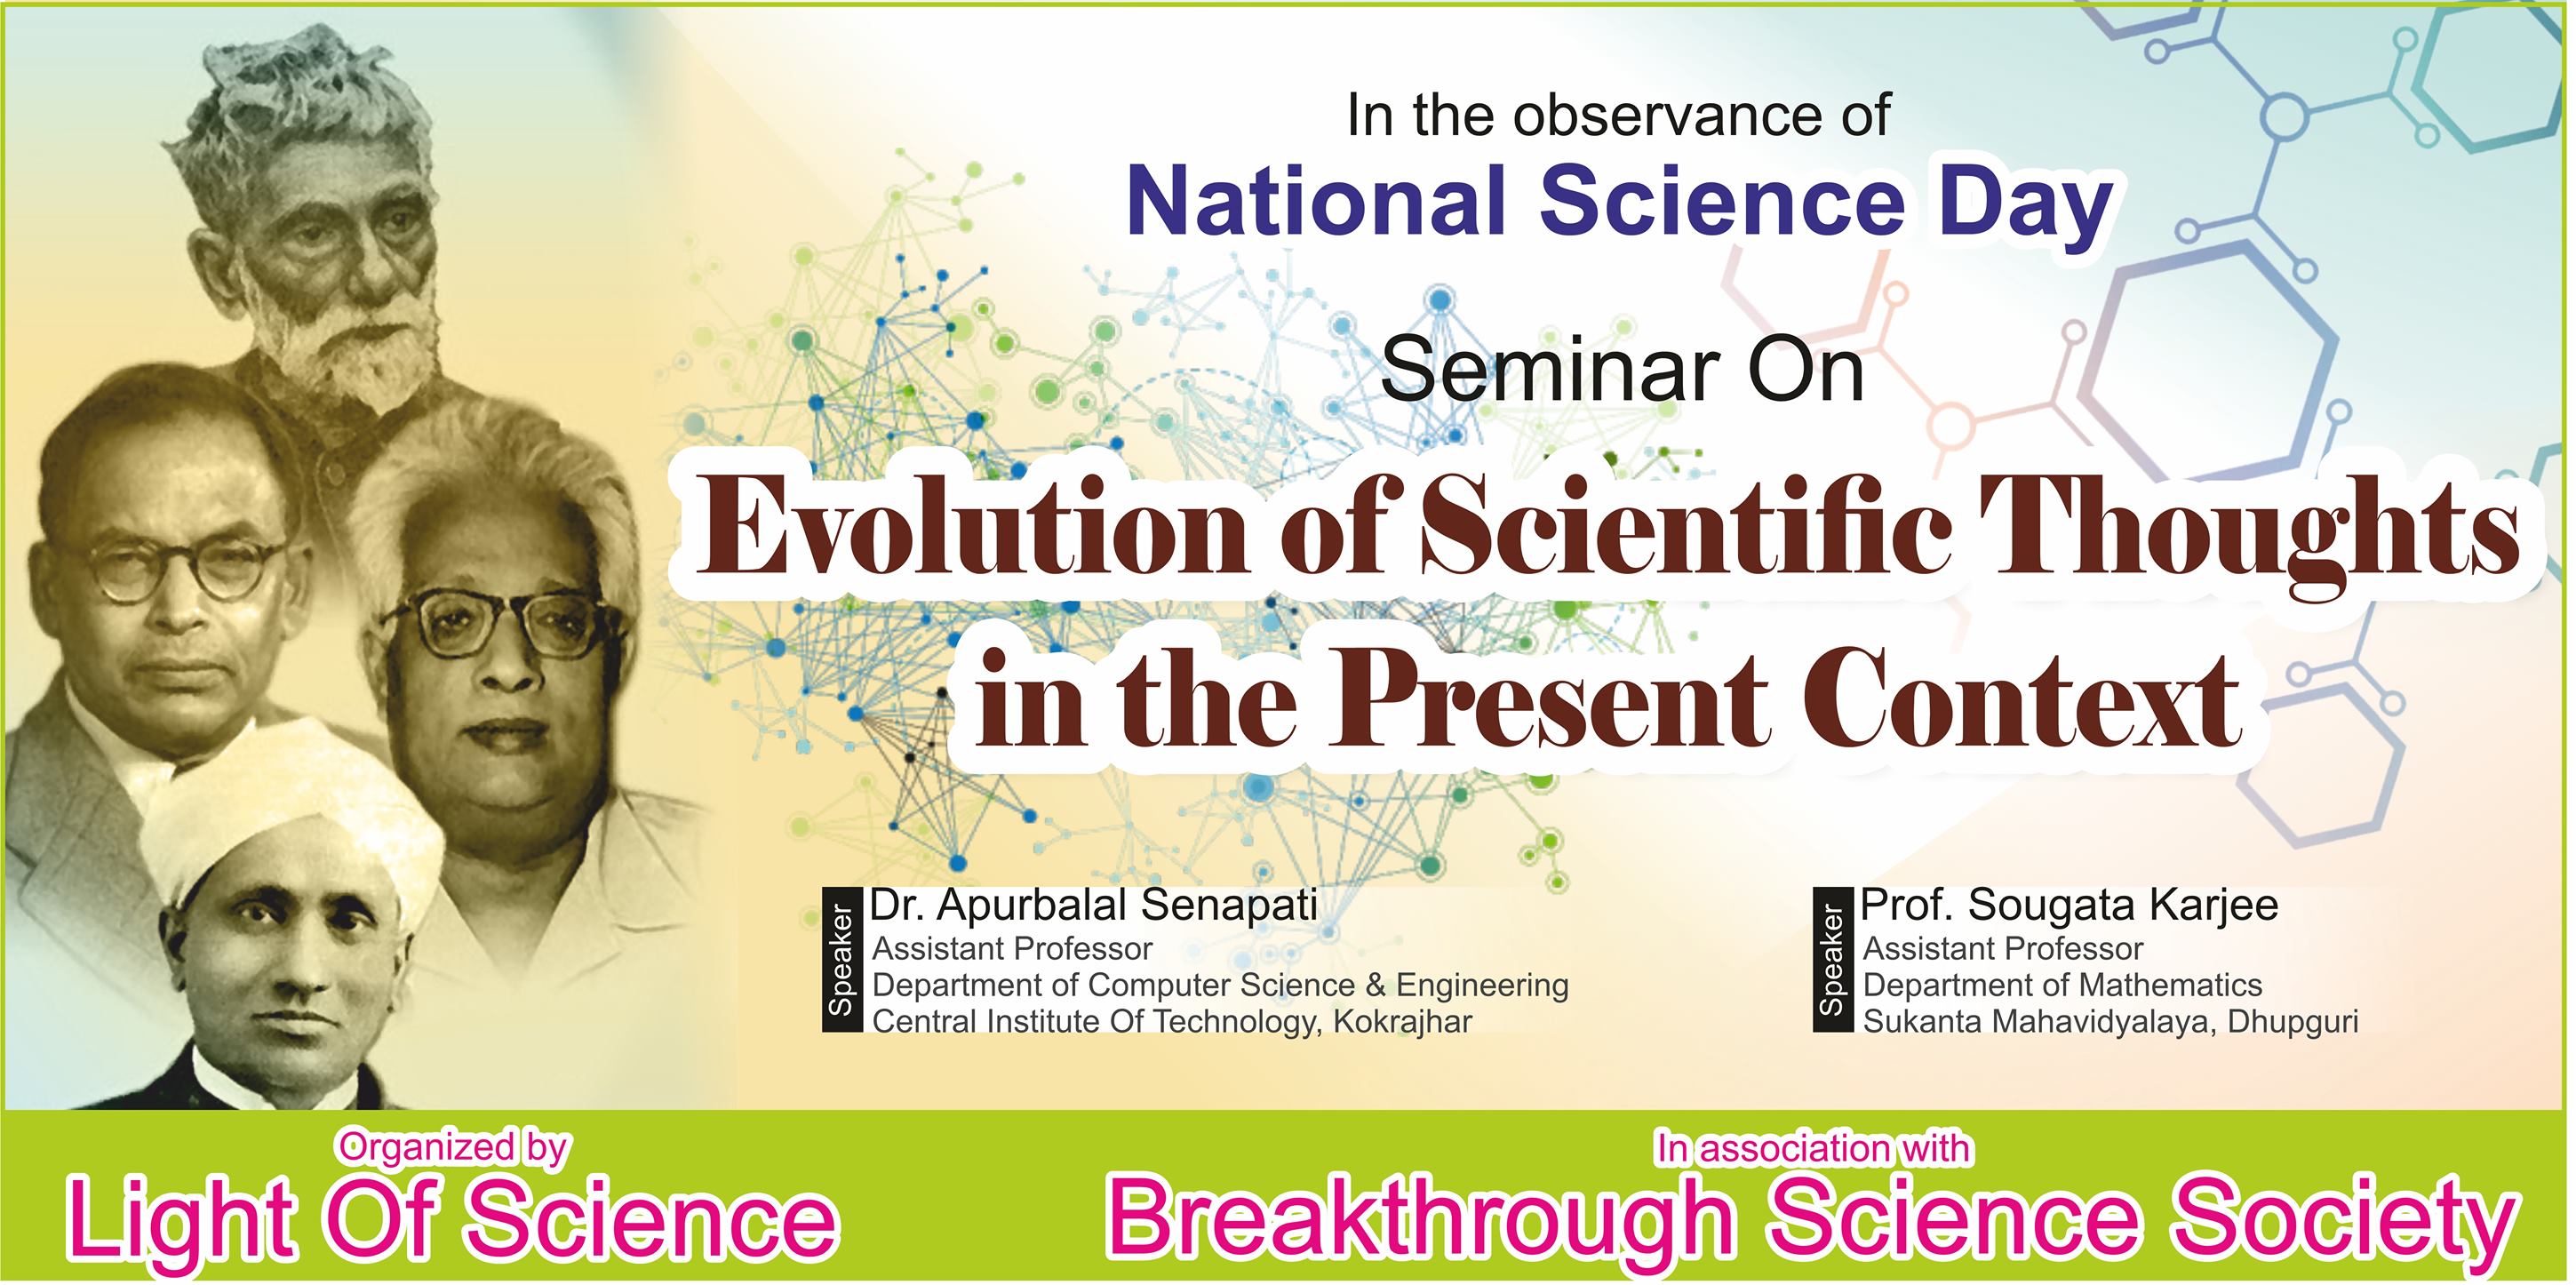 In the observance of
National Science Day
Seminar On
Evolution of Scientific Thoughts
in the Present Context
Speaker
Dr. Apurbalal Senapati
Assistant Professor
Department of Computer Science & Engineering
Central Institute Of Technology, Kokrajhar
Speaker
Prof. Sougata Karjee
Assistant Professor
Department of Mathematics
Sukanta Mahavidyalaya, Dhupguri
Organized by
Light Of Science
In association with
Breakthrough Science Society